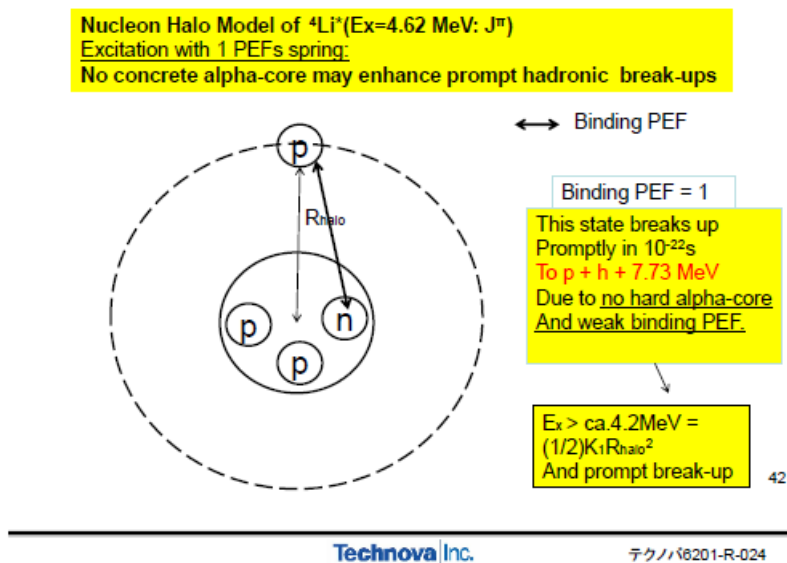 Nucleon Halo Model of ⁴Li*(Ex=4.62 MeV: Jπ)
Excitation with 1 PEFs spring:
No concrete alpha-core may enhance prompt hadronic break-ups
Binding PEF
p
Rhalo
p
n
p
Binding PEF = 1
This state breaks up
Promptly in 10⁻²²s
To p + h + 7.73 MeV
Due to no hard alpha-core
And weak binding PEF.
Ex > ca.4.2MeV =
(1/2)K₁Rhalo²
And prompt break-up
42
Technova Inc.
テクノバ6201-R-024